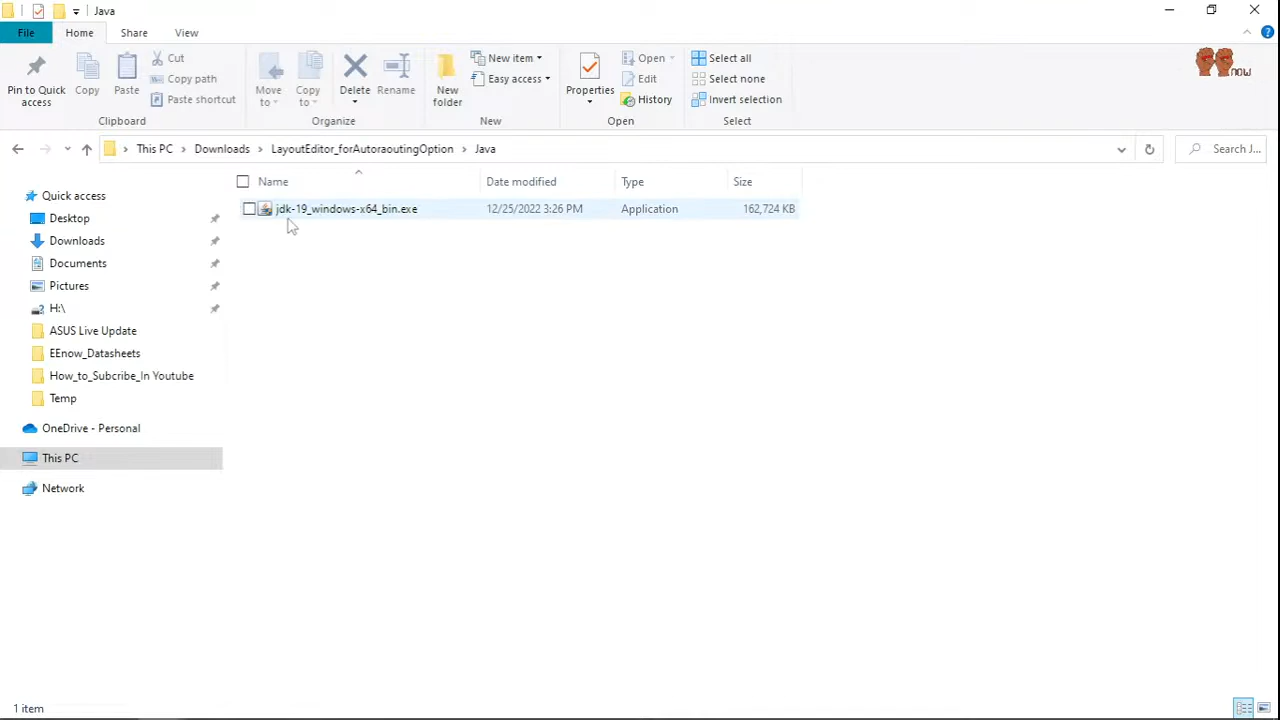 Java
File Home Share View
Pin to Quick access
Copy
Paste
Cut
Copy path
Paste shortcut
Clipboard
Move to
Copy to
Delete
Rename
Organize
New folder
New item
Easy access
New
Properties
Open
Edit
History
Open
Select all
Select none
Invert selection
Select
now
This PC > Downloads > LayoutEditor_forAutoraoutingOption > Java
Search J...
Name Date modified Type Size
jdk-19_windows-x64_bin.exe 12/25/2022 3:26 PM Application 162,724 KB
Quick access
Desktop
Downloads
Documents
Pictures
H:\
ASUS Live Update
EEnow_Datasheets
How_to_Subcribe_In Youtube
Temp
OneDrive - Personal
This PC
Network
1 item